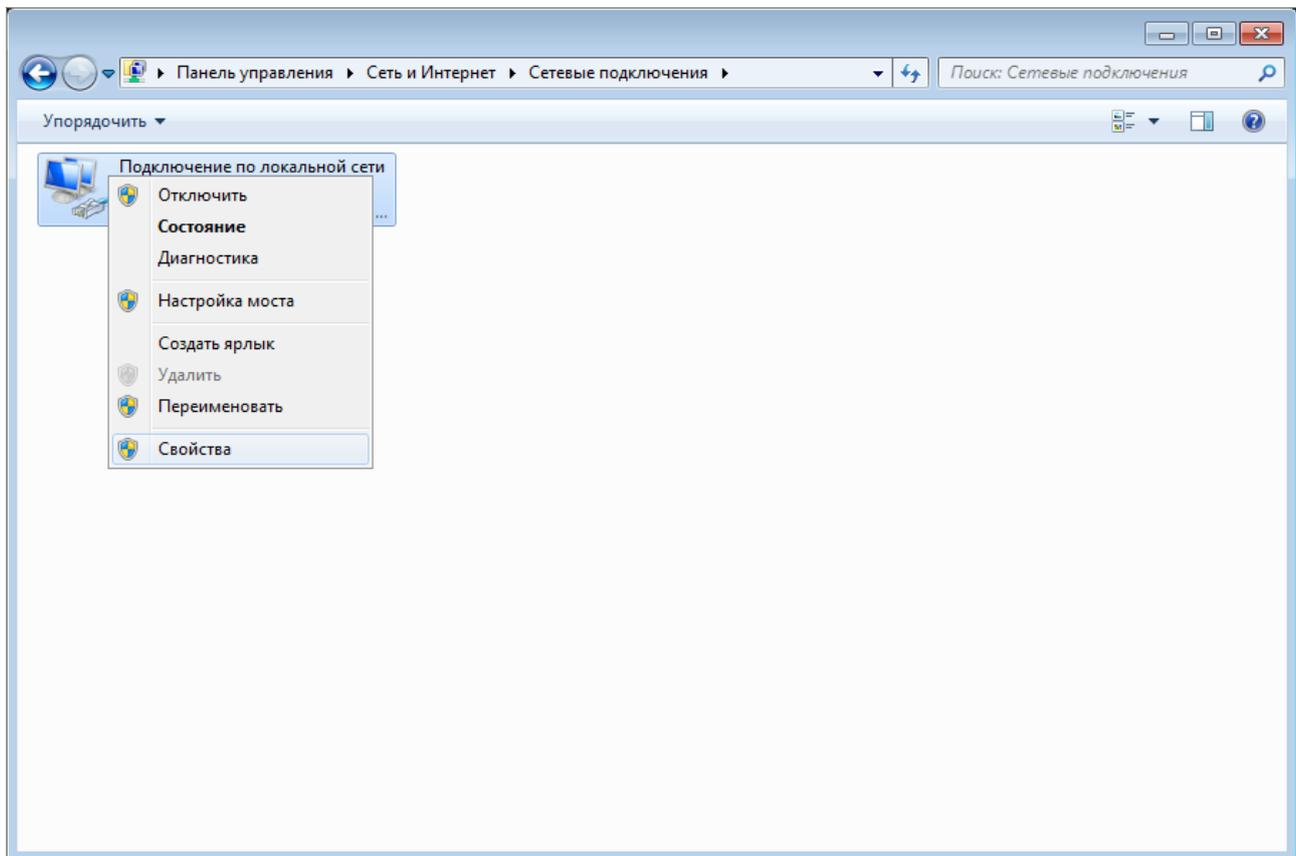 Панель управления Сеть и Интернет Сетевые подключения Поиск: Сетевые подключения
Упорядочить
Подключение по локальной сети
...
Отключить
Состояние
Диагностика
Настройка моста
Создать ярлык
Удалить
Переименовать
Свойства